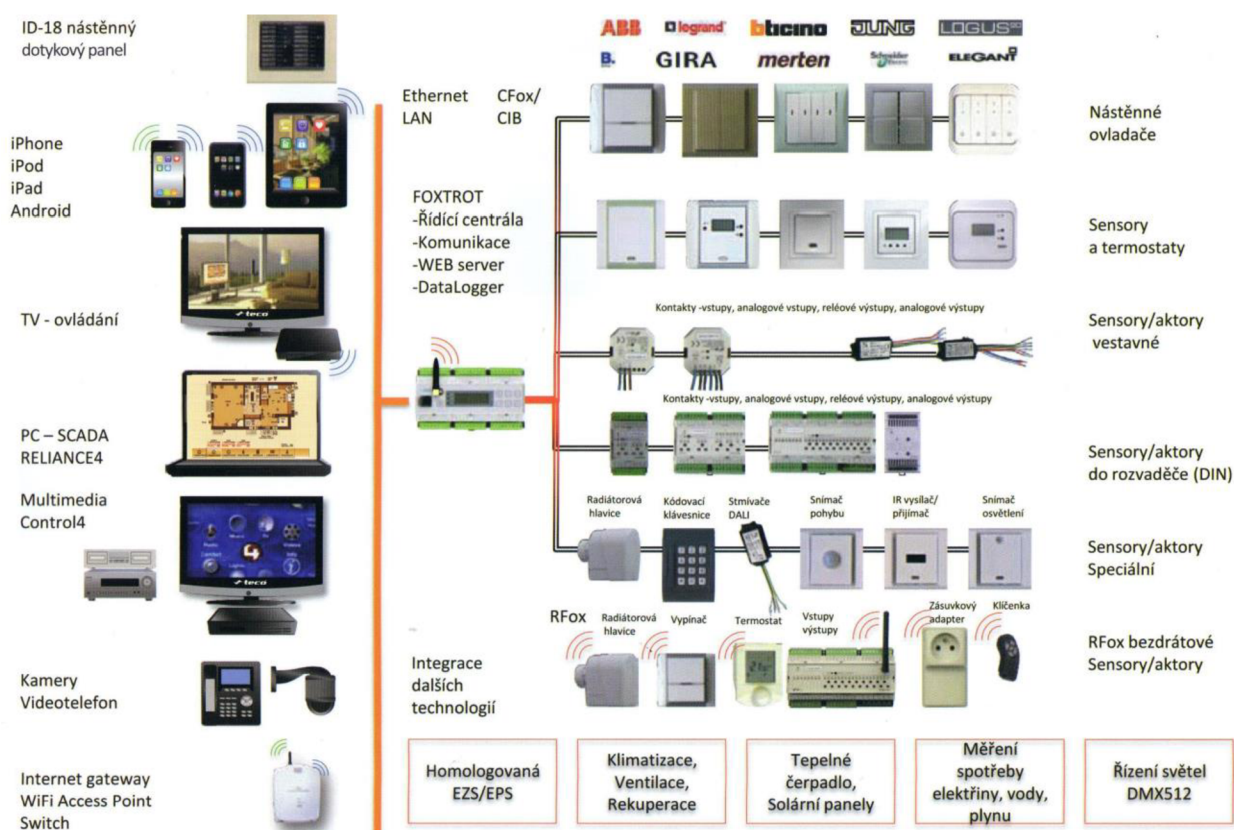 ID-18 nástěnný
dotykový panel
iPhone
iPod
iPad
Android
TV - ovládání
teco
PC – SCADA
RELIANCE4
Multimedia
Control4
teco
Kamery
Videotelefon
Internet gateway
WiFi Access Point
Switch
Ethernet
LAN
CFox/
CIB
FOXTROT
-Řídící centrála
-Komunikace
-WEB server
-DataLogger
ABB legrand bticino JUNG LOGUS
B. GIRA merten Schneider Electric ELEGANT
Nástěnné
ovladače
Sensory
a termostaty
Kontakty -vstupy, analogové vstupy, reléové výstupy, analogové výstupy
Sensory/aktory
vestavné
Kontakty -vstupy, analogové vstupy, reléové výstupy, analogové výstupy
Sensory/aktory
do rozvaděče (DIN)
Radiátorová
hlavice
Kódovací
klávesnice
Stmívače
DALI
Snímač
pohybu
IR vysílač/
přijímač
Snímač
osvětlení
Sensory/aktory
Speciální
RFox
Radiátorová
hlavice
Vypínač
Termostat
Vstupy
výstupy
Zásuvkový
adapter
Klíčenka
RFox bezdrátové
Sensory/aktory
Integrace
dalších
technologií
Homologovaná
EZS/EPS
Klimatizace,
Ventilace,
Rekuperace
Tepelné
čerpadlo,
Solární panely
Měření
spotřeby
elektřiny, vody,
plynu
Řízení světel
DMX512